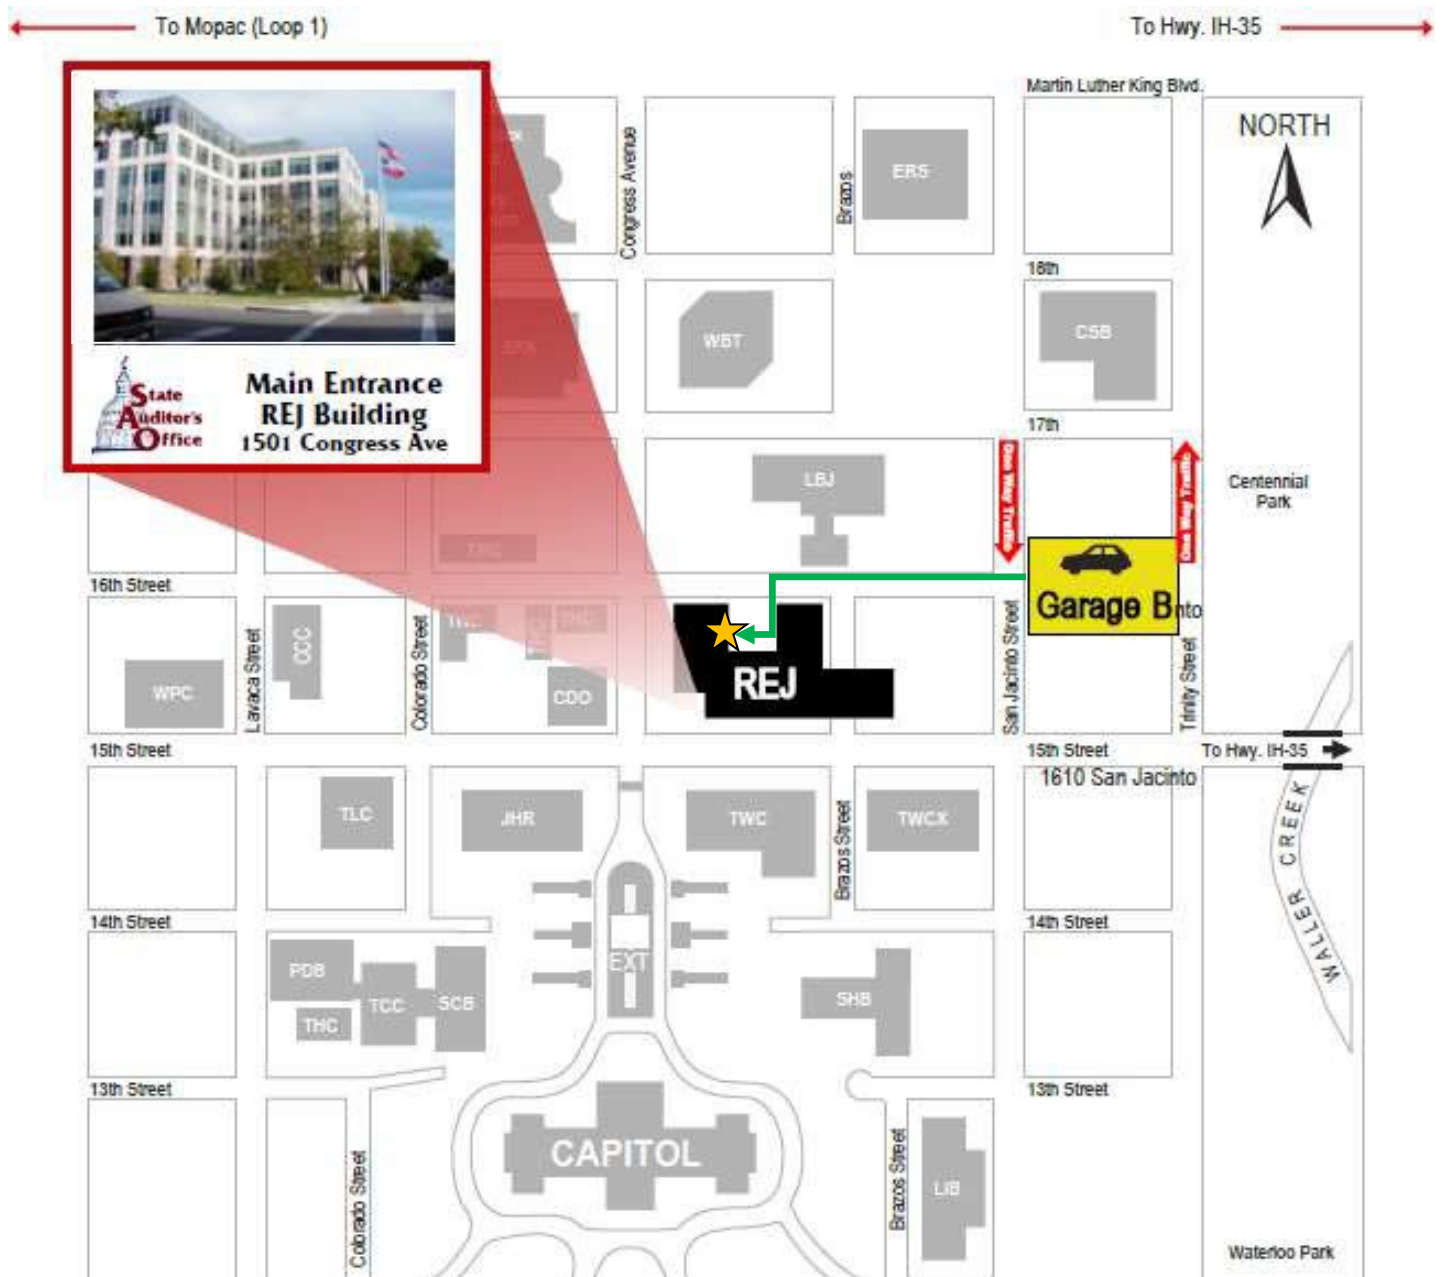 To Mopac (Loop 1)
To Hwy. IH-35
Martin Luther King Blvd.
NORTH
Congress Avenue
Brazos
ERS
18th
WBT
CSB
Main Entrance
REJ Building
1501 Congress Ave
State
Auditor's
Office
17th
One Way Traffic
One Way Traffic
LBJ
Centennial
Park
16th Street
Garage B
nto
San Jacinto Street
Trinity Street
Lavaca Street
CCC
Colorado Street
WPC
CDO
REJ
15th Street
15th Street
To Hwy. IH-35
1610 San Jacinto
TLC
JHR
TWC
Brazos Street
TWCX
WALLER CREEK
14th Street
14th Street
EXT
PDB
TCC
SCB
THC
SHB
13th Street
13th Street
CAPITOL
Colorado Street
Brazos Street
LIB
Waterloo Park